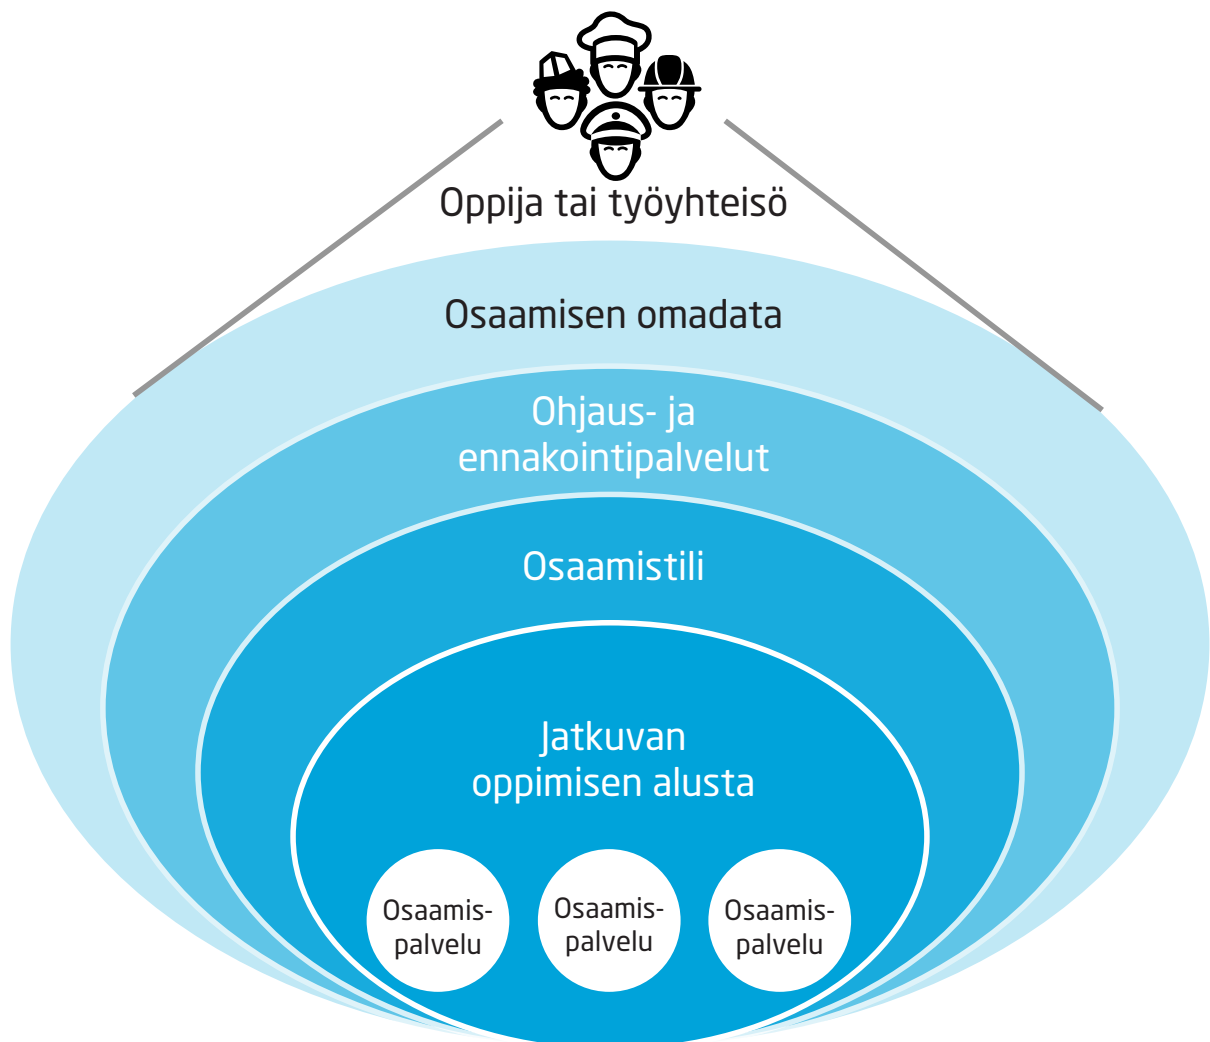 Oppija tai työyhteisö
Osaamisen omadata
Ohjaus- ja
ennakointipalvelut
Osaamistili
Jatkuvan
oppimisen alusta
Osaamis-
palvelu
Osaamis-
palvelu
Osaamis-
palvelu